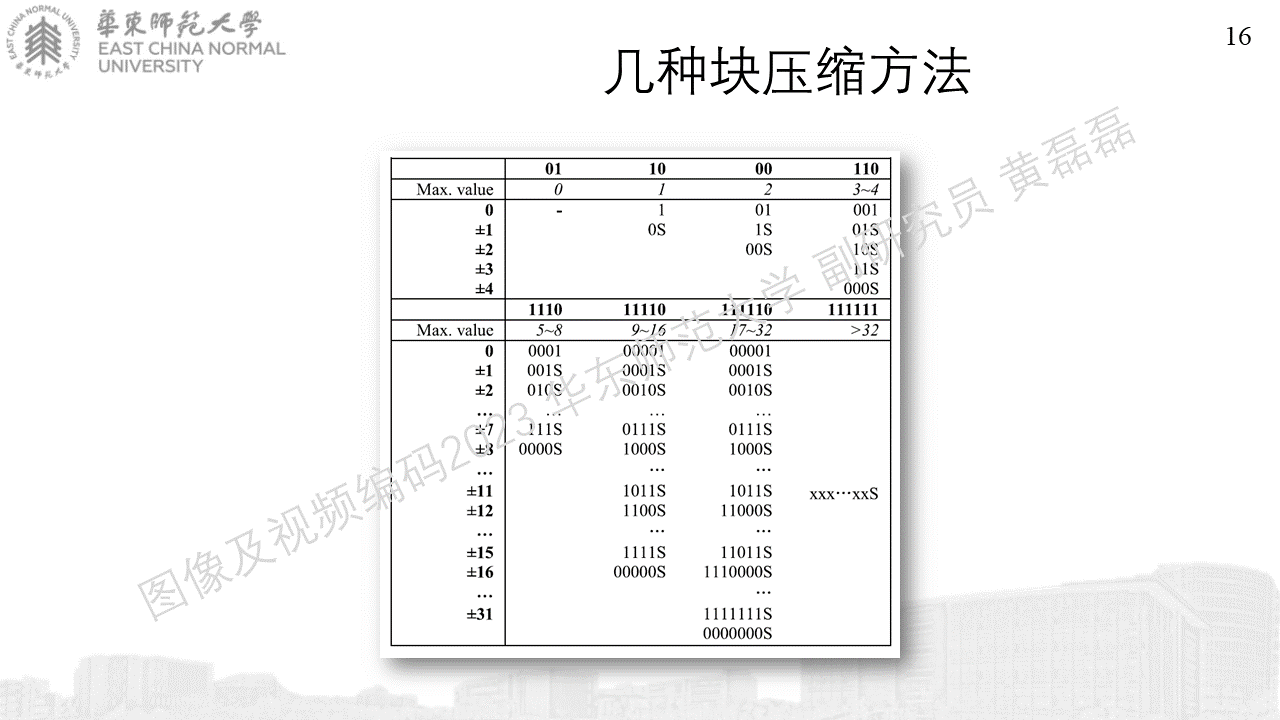 華東师范大學
EAST CHINA NORMAL
UNIVERSITY
16
几种块压缩方法
01 10 00 110
Max. value 0 1 2 3~4
0 - 1 01 001
±1 0S 1S 01S
±2 00S 10S
±3 11S
±4 000S
1110 11110 111110 111111
Max. value 5~8 9~16 17~32 >32
0 0001 00001 00001
±1 001S 0001S 0001S
±2 010S 0010S 0010S
… … … …
±7 111S 0111S 0111S
±8 0000S 1000S 1000S
… … …
±11 1011S 1011S xxx…xxS
±12 1100S 11000S
… … …
±15 1111S 11011S
±16 00000S 1110000S
… …
±31 1111111S
0000000S
图像及视频编码2023 华东师范大学 副研究员 黄磊磊